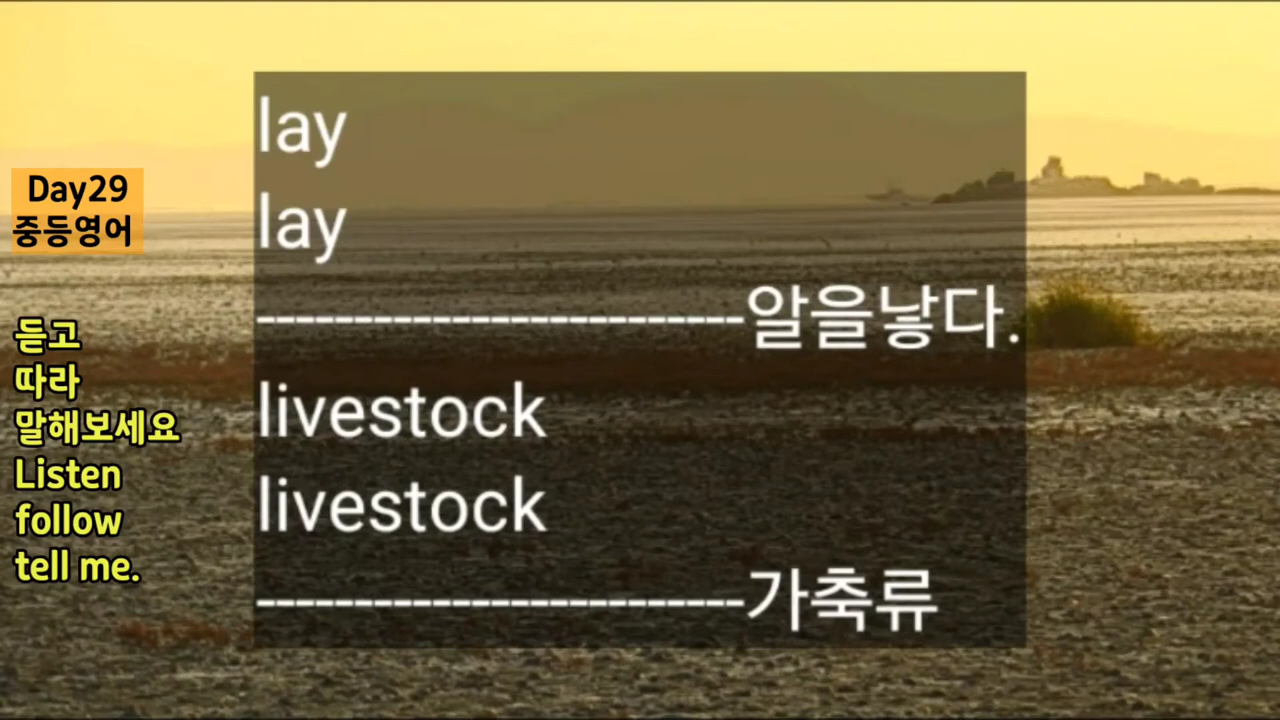 Day29
중등영어
듣고
따라
말해보세요
Listen
follow
tell me.
lay
lay
-------------------------알을낳다.
livestock
livestock
-------------------------가축류